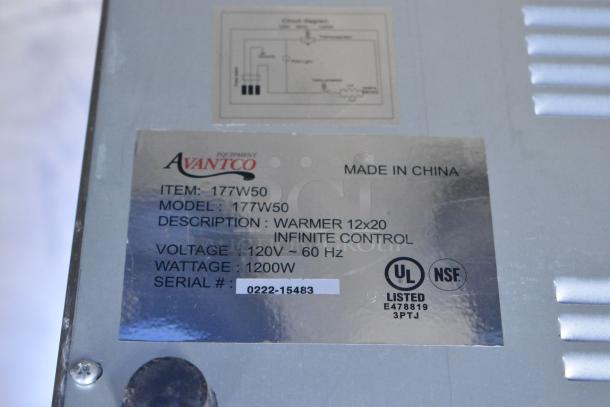 Circuit diagram
EQUIPMENT
AVANTCO
MADE IN CHINA
ITEM: 177W50
MODEL : 177W50
DESCRIPTION : WARMER 12x20
INFINITE CONTROL
VOLTAGE : 120V ~ 60 Hz
WATTAGE : 1200W
SERIAL # : 0222-15483
UL
NSF
LISTED
E478819
3PTJ